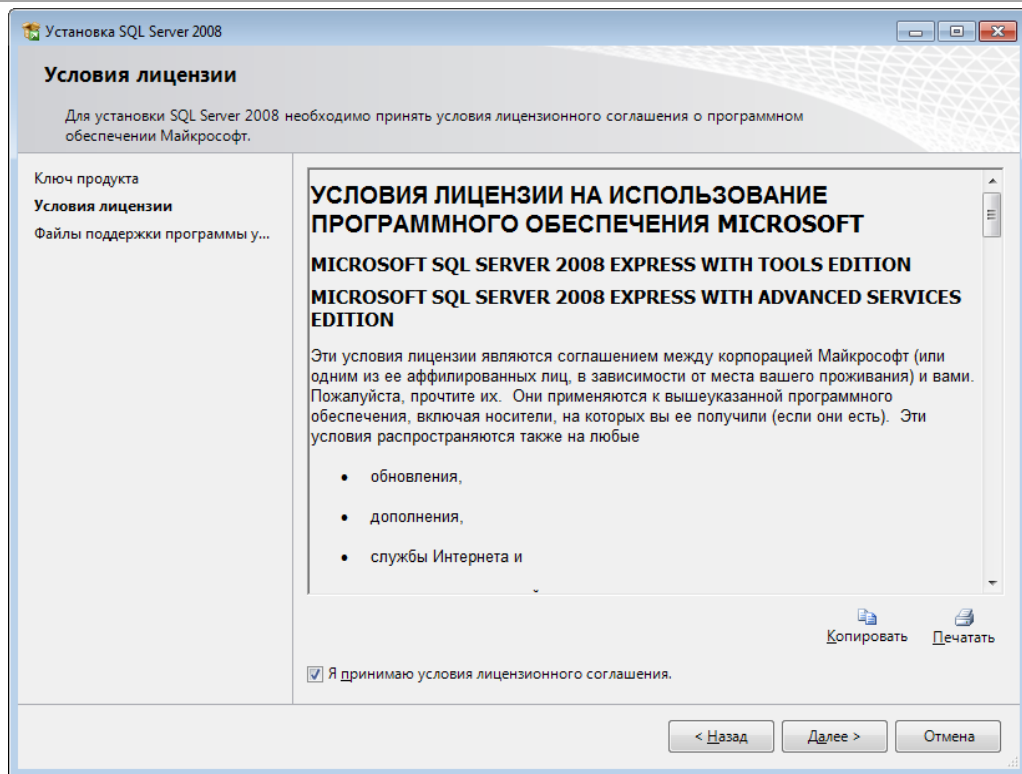 Установка SQL Server 2008
Условия лицензии
Для установки SQL Server 2008 необходимо принять условия лицензионного соглашения о программном
обеспечении Майкрософт.
Ключ продукта
Условия лицензии
Файлы поддержки программы у...
УСЛОВИЯ ЛИЦЕНЗИИ НА ИСПОЛЬЗОВАНИЕ
ПРОГРАММНОГО ОБЕСПЕЧЕНИЯ MICROSOFT
MICROSOFT SQL SERVER 2008 EXPRESS WITH TOOLS EDITION
MICROSOFT SQL SERVER 2008 EXPRESS WITH ADVANCED SERVICES
EDITION
Эти условия лицензии являются соглашением между корпорацией Майкрософт (или
одним из ее аффилированных лиц, в зависимости от места вашего проживания) и вами.
Пожалуйста, прочтите их.  Они применяются к вышеуказанной программного
обеспечения, включая носители, на которых вы ее получили (если они есть).  Эти
условия распространяются также на любые
• обновления,
• дополнения,
• службы Интернета и
Копировать Печатать
Я принимаю условия лицензионного соглашения.
< Назад Далее > Отмена